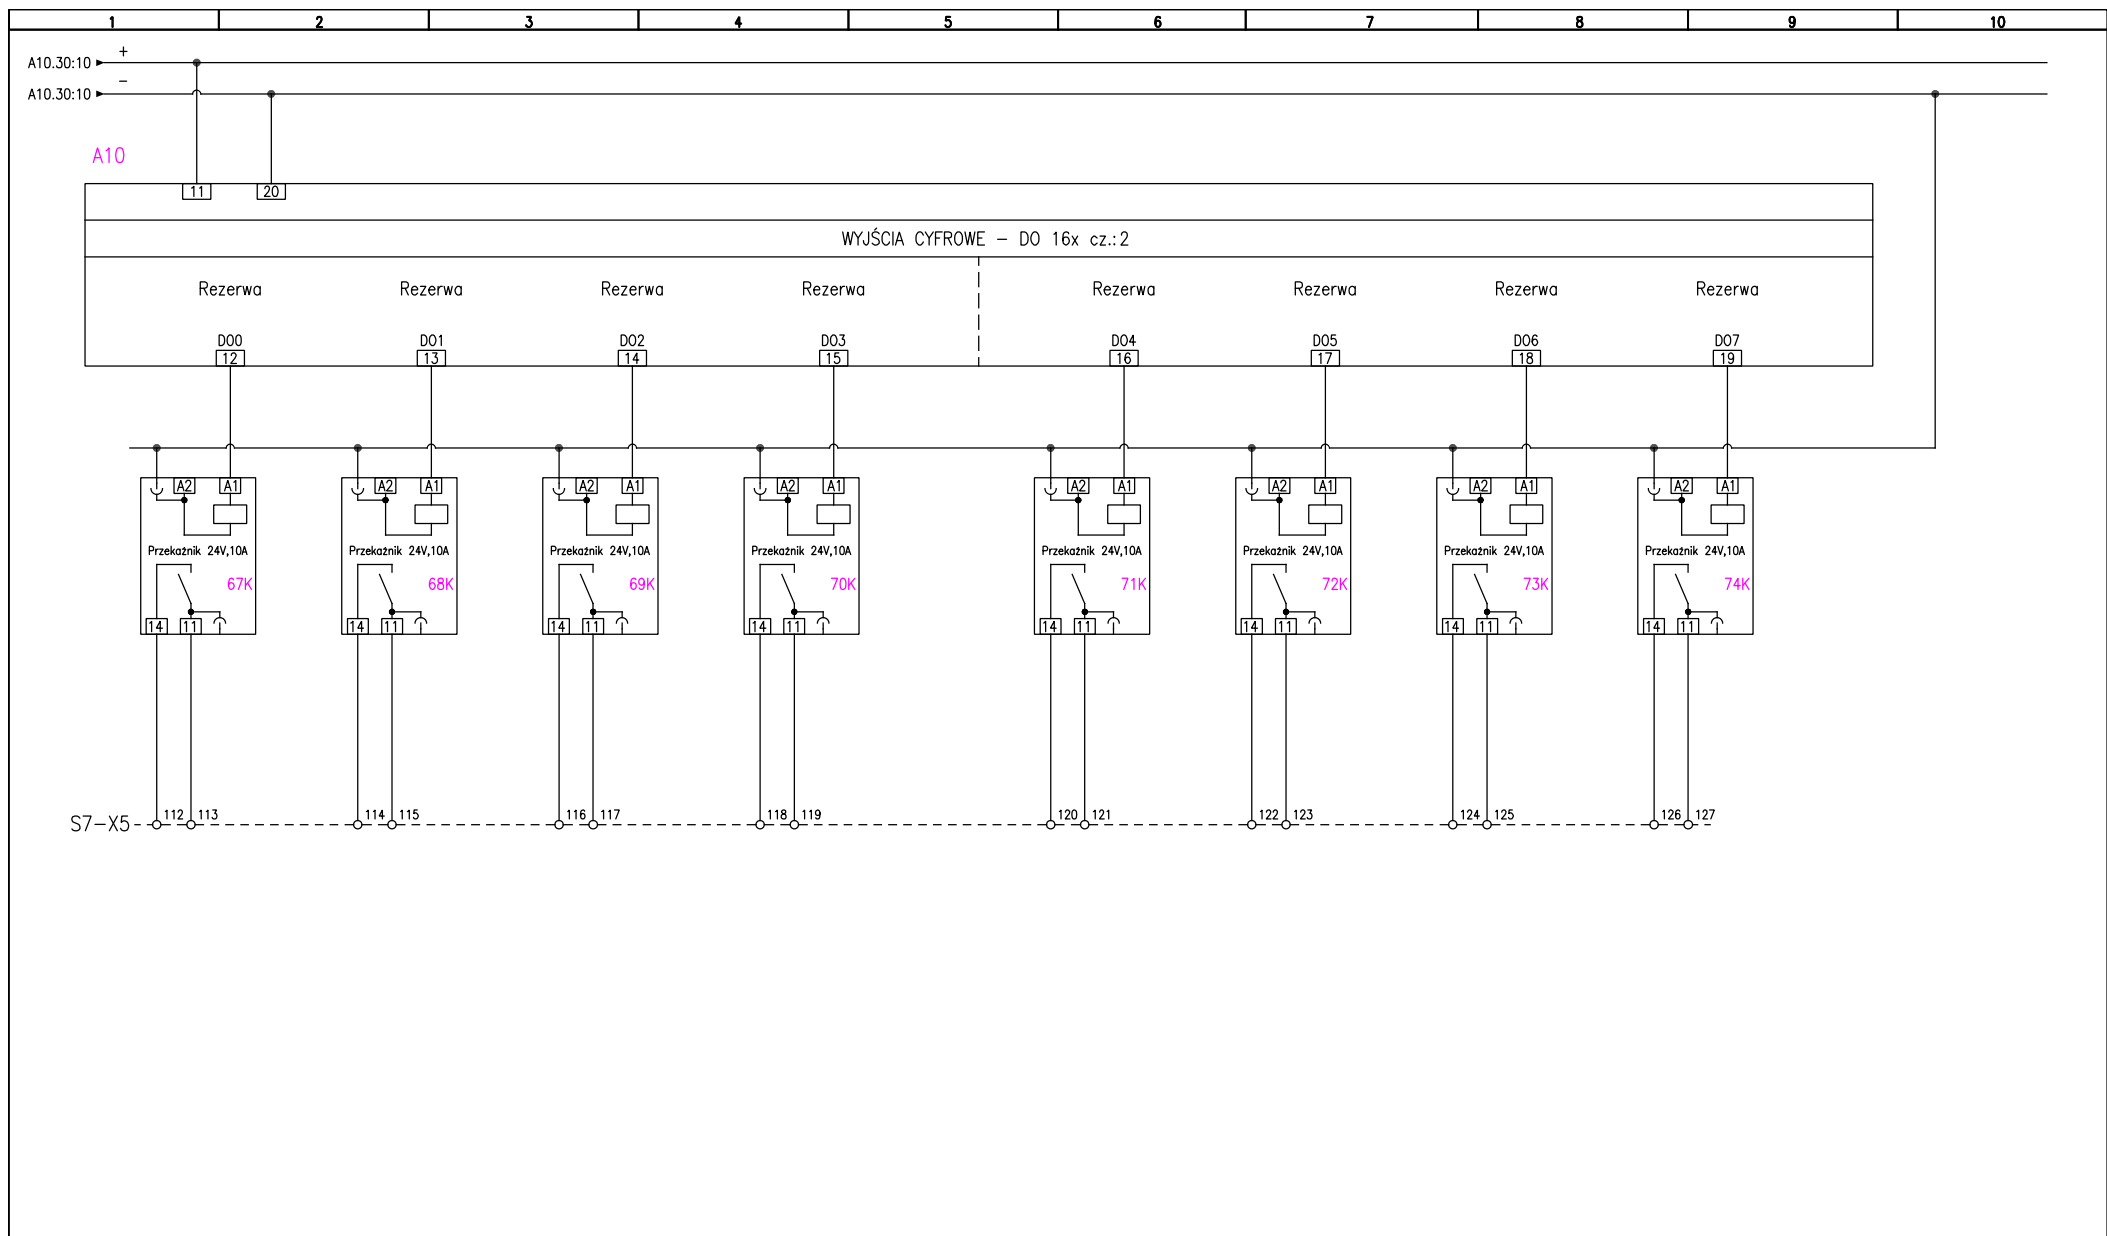 1 2 3 4 5 6 7 8 9 10
+
A10.30:10
−
A10.30:10
A10
11 20
WYJŚCIA CYFROWE − DO 16x cz.:2
Rezerwa Rezerwa Rezerwa Rezerwa Rezerwa Rezerwa Rezerwa Rezerwa
DO0 DO1 DO2 DO3 DO4 DO5 DO6 DO7
12 13 14 15 16 17 18 19
A2 A1 A2 A1 A2 A1 A2 A1 A2 A1 A2 A1 A2 A1 A2 A1
Przekaźnik 24V,10A Przekaźnik 24V,10A Przekaźnik 24V,10A Przekaźnik 24V,10A Przekaźnik 24V,10A Przekaźnik 24V,10A Przekaźnik 24V,10A Przekaźnik 24V,10A
67K 68K 69K 70K 71K 72K 73K 74K
14 11 14 11 14 11 14 11 14 11 14 11 14 11 14 11
112 113 114 115 116 117 118 119 120 121 122 123 124 125 126 127
S7−X5